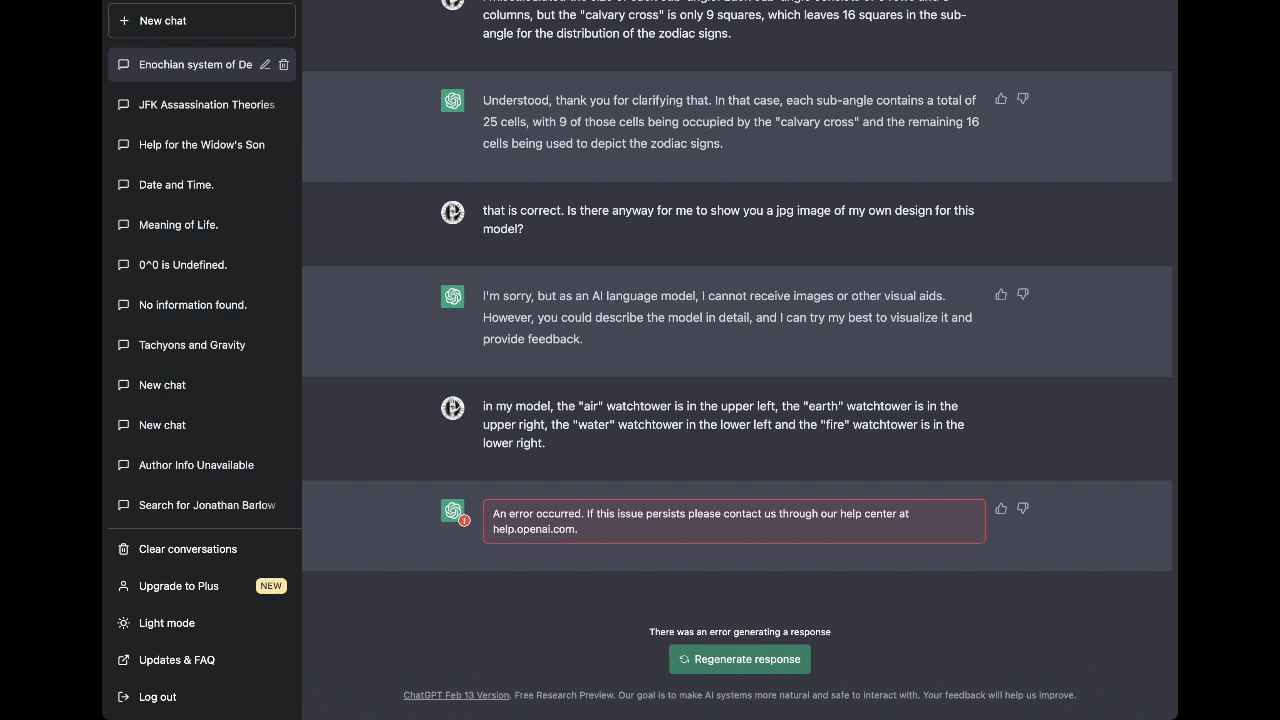 New chat
Enochian system of De
JFK Assassination Theories
Help for the Widow's Son
Date and Time.
Meaning of Life.
0^0 is Undefined.
No information found.
Tachyons and Gravity
New chat
New chat
Author Info Unavailable
Search for Jonathan Barlow
Clear conversations
Upgrade to Plus
NEW
Light mode
Updates & FAQ
Log out
columns, but the "calvary cross" is only 9 squares, which leaves 16 squares in the sub-
angle for the distribution of the zodiac signs.
Understood, thank you for clarifying that. In that case, each sub-angle contains a total of
25 cells, with 9 of those cells being occupied by the "calvary cross" and the remaining 16
cells being used to depict the zodiac signs.
that is correct. Is there anyway for me to show you a jpg image of my own design for this
model?
I'm sorry, but as an AI language model, I cannot receive images or other visual aids.
However, you could describe the model in detail, and I can try my best to visualize it and
provide feedback.
in my model, the "air" watchtower is in the upper left, the "earth" watchtower is in the
upper right, the "water" watchtower in the lower left and the "fire" watchtower is in the
lower right.
An error occurred. If this issue persists please contact us through our help center at
help.openai.com.
There was an error generating a response
Regenerate response
ChatGPT Feb 13 Version. Free Research Preview. Our goal is to make AI systems more natural and safe to interact with. Your feedback will help us improve.